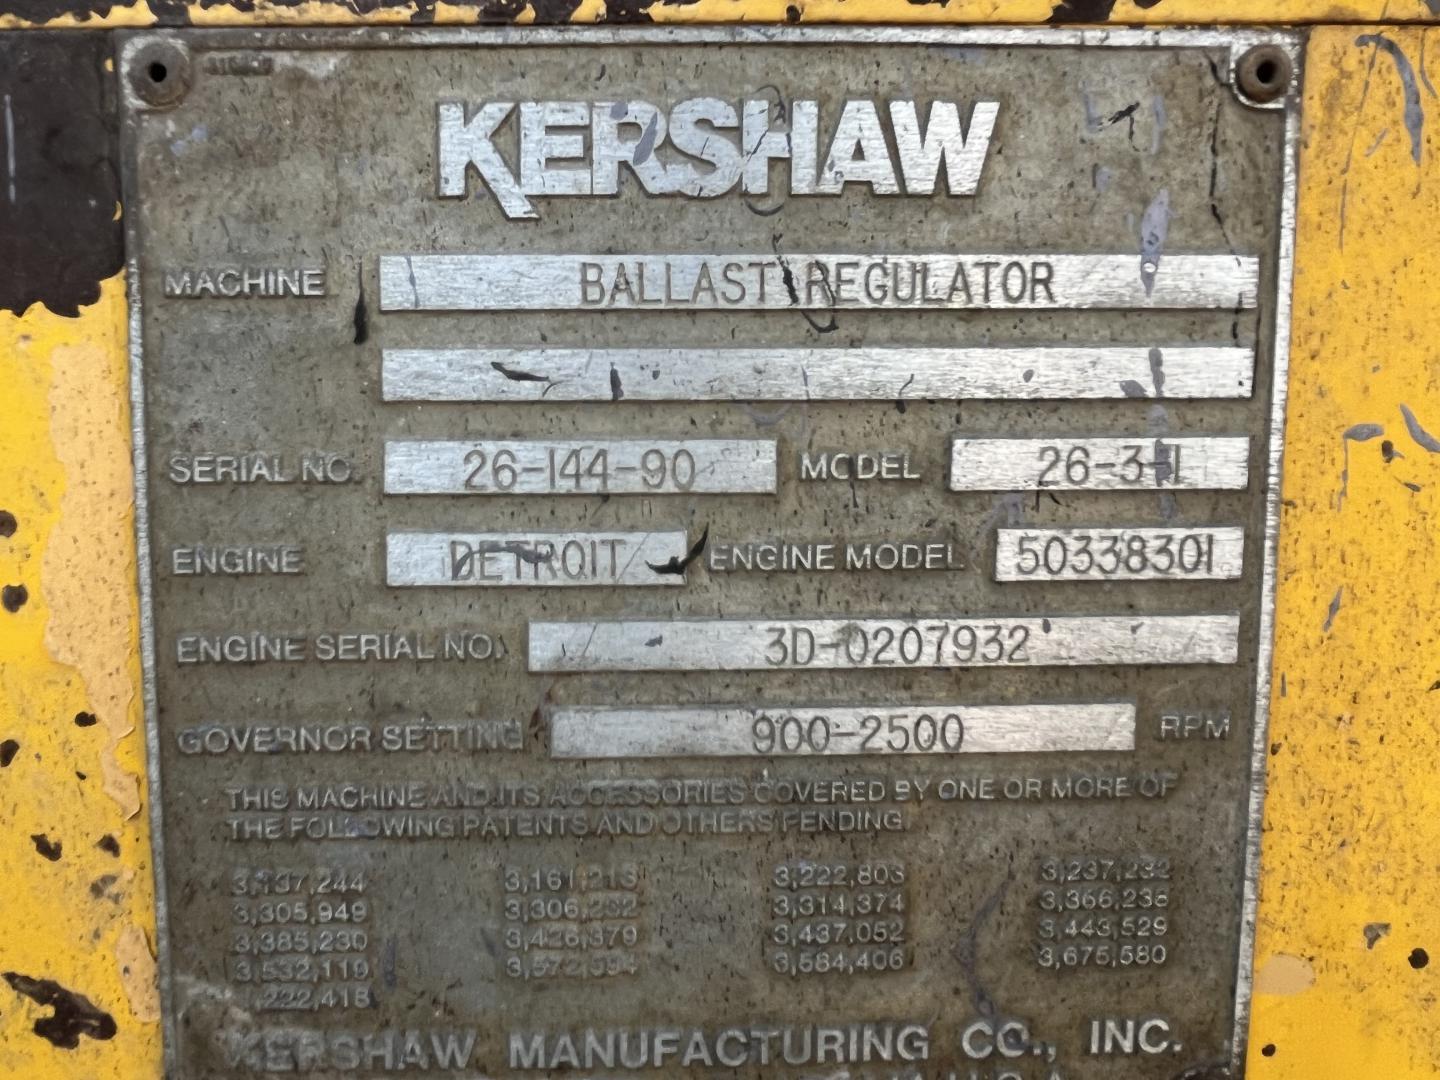 KERSHAW
MACHINE BALLAST REGULATOR
SERIAL NO. 26-144-90 MODEL 26-3-1
ENGINE DETROIT ENGINE MODEL 50338301
ENGINE SERIAL NO. 3D-0207932
GOVERNOR SETTING 900-2500 RPM
THIS MACHINE AND ITS ACCESSORIES COVERED BY ONE OR MORE OF
THE FOLLOWING PATENTS AND OTHERS PENDING.
3,137,244 3,161,213 3,222,803 3,237,232
3,305,949 3,314,374
3,385,230 3,426,379 3,437,052 3,443,529
3,532,119 3,584,406 3,675,580
KERSHAW MANUFACTURING CO., INC.